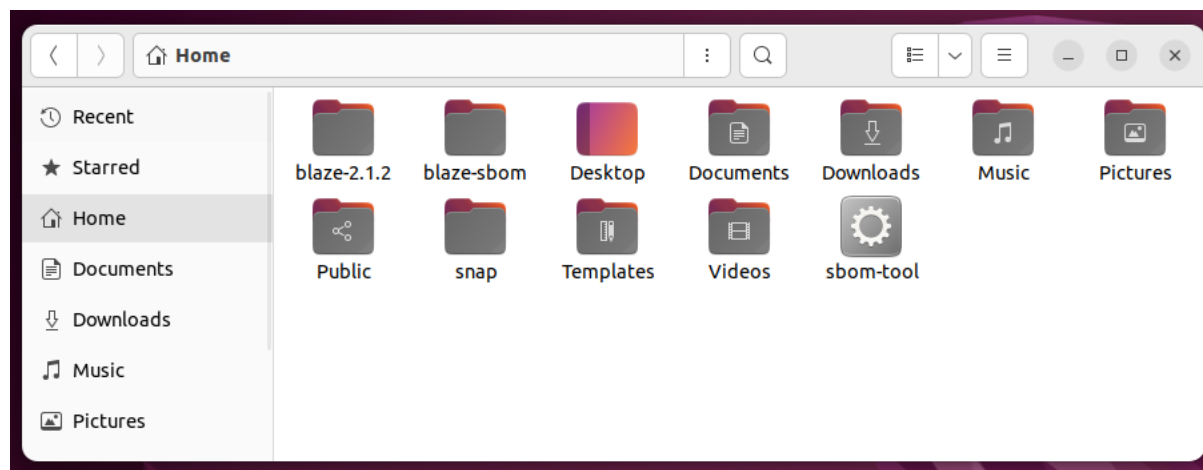 Home
Recent
Starred
Home
Documents
Downloads
Music
Pictures
blaze-2.1.2 blaze-sbom Desktop Documents Downloads Music Pictures
Public snap Templates Videos sbom-tool